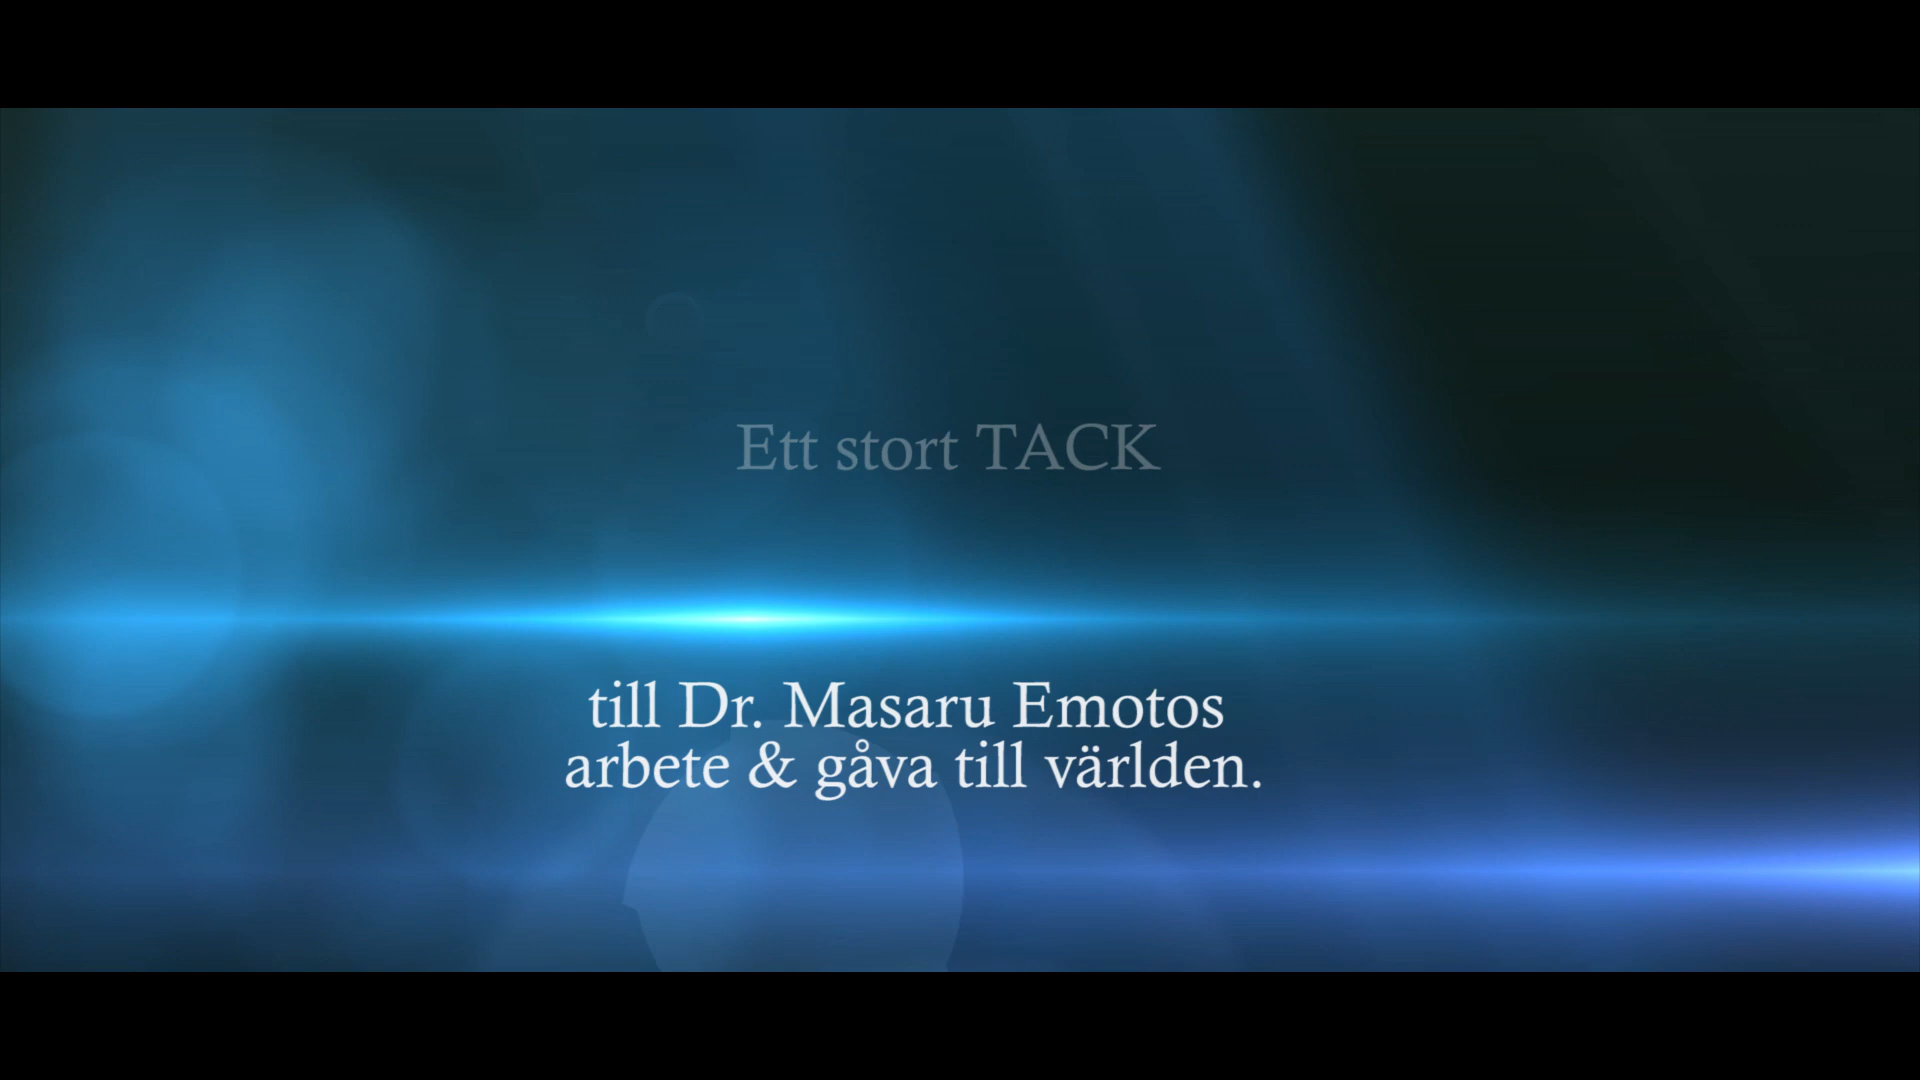 Ett stort TACK
till Dr. Masaru Emotos
arbete & gåva till världen.